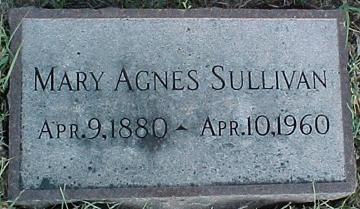 MARY AGNES SULLIVAN
APR.9,1880 - APR.10,1960